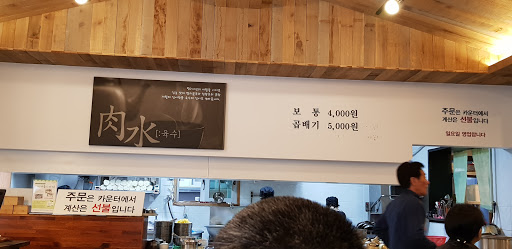 肉水
[:육수]
보 통 4,000원
곱배기 5,000원
주문은 카운터에서
계산은 선불입니다
일요일 영업합니다
주문은 카운터에서
계산은 선불입니다